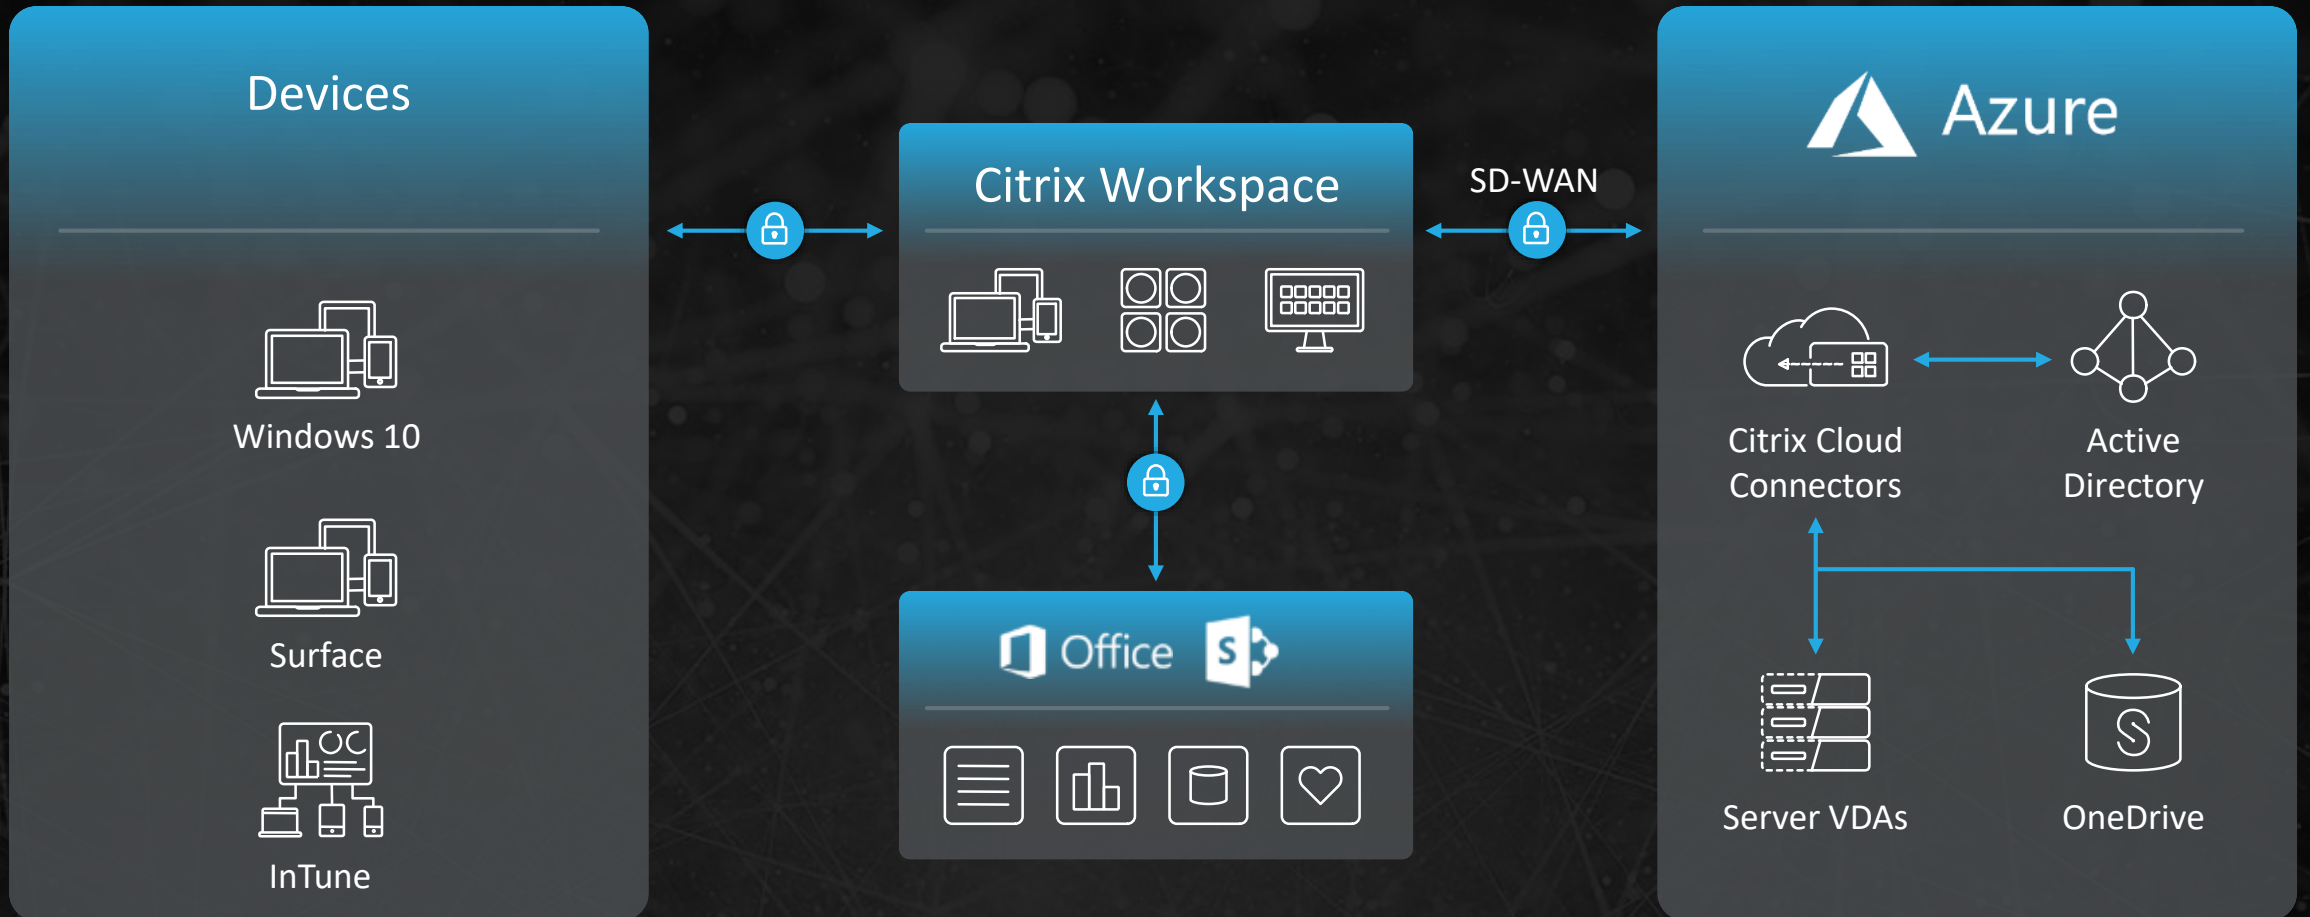 Devices
Windows 10
Surface
InTune
Citrix Workspace
SD-WAN
Office S
Azure
Citrix Cloud
Connectors
Active
Directory
Server VDAs
OneDrive